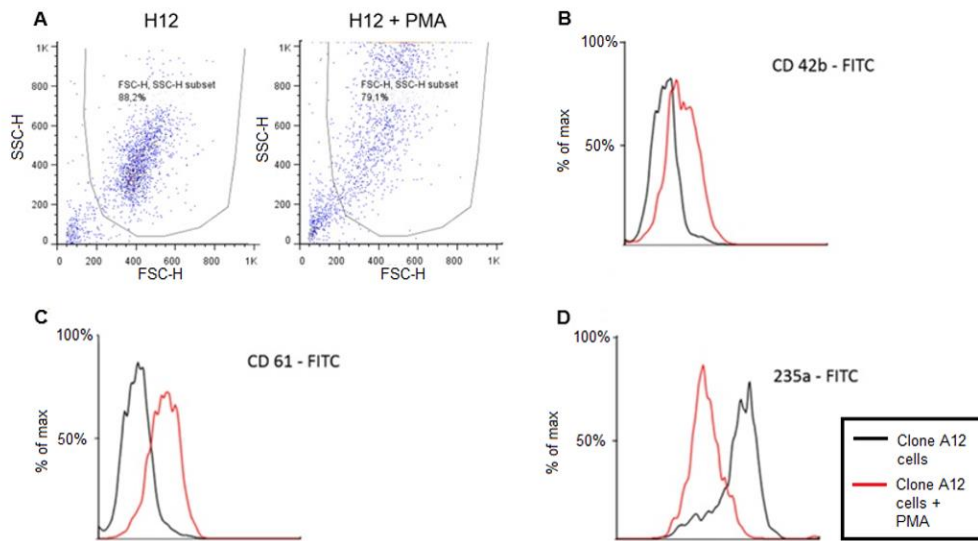 A
H12
H12 + PMA
1K
800
600
400
200
0
SSC-H
FSC-H, SSC-H subset
88,2%
0
200
400
600
800
1K
FSC-H
1K
800
600
400
200
0
SSC-H
FSC-H, SSC-H subset
79,1%
0
200
400
600
800
1K
FSC-H
B
100%
50%
% of max
CD 42b - FITC
C
100%
50%
% of max
CD 61 - FITC
D
100%
50%
% of max
235a - FITC
Clone A12
cells
Clone A12
cells +
PMA